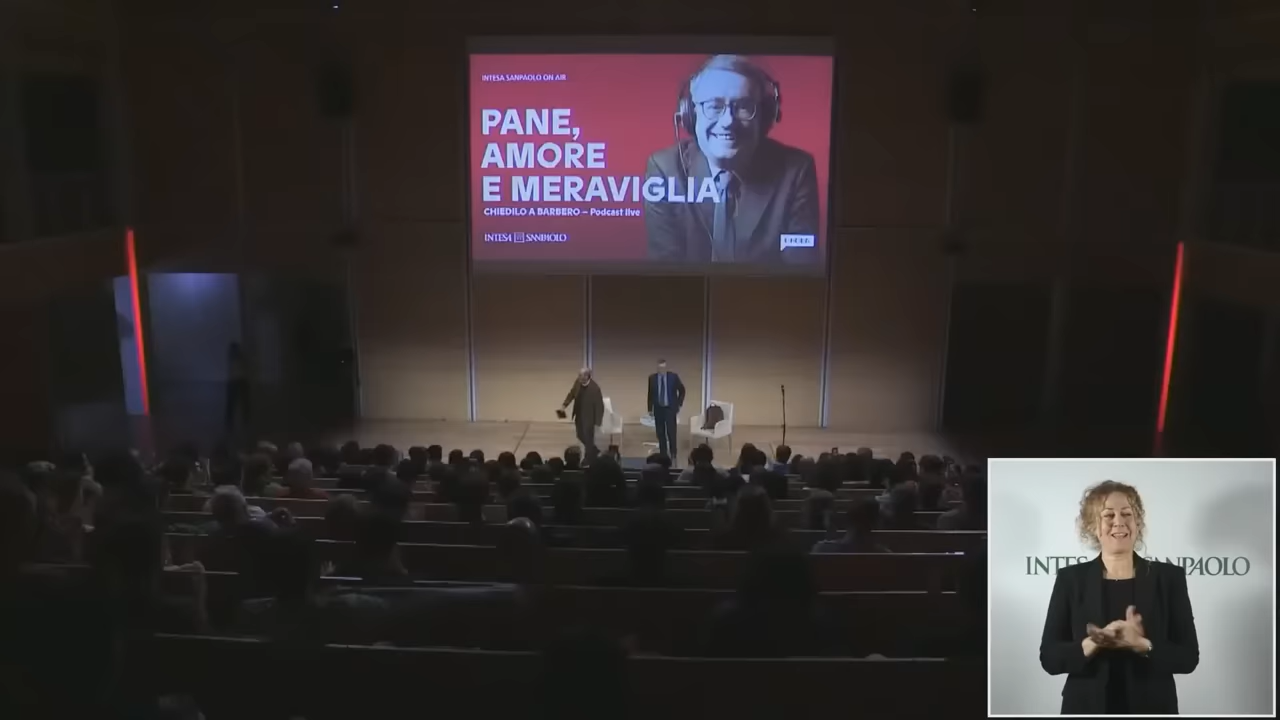 INTESA SANPAOLO ON AIR
PANE,
AMORE
E MERAVIGLIA
CHIEDILO A BARBERO – Podcast live
INTESA SANPAOLO
INTESA SANPAOLO